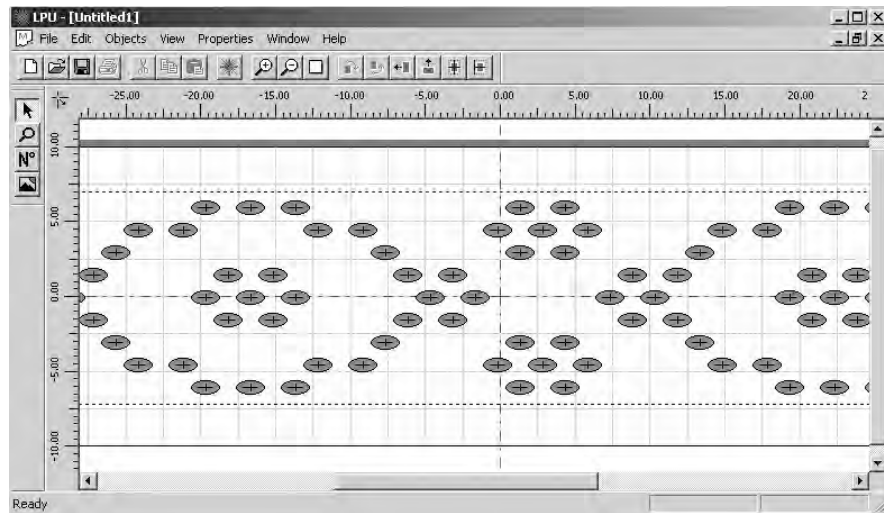 LPU - [Untitled1]
File Edit Objects View Properties Window Help
-25.00 -20.00 -15.00 -10.00 -5.00 0.00 5.00 10.00 15.00 20.00 2
N°
10.00
5.00
0.00
-5.00
-10.00
Ready